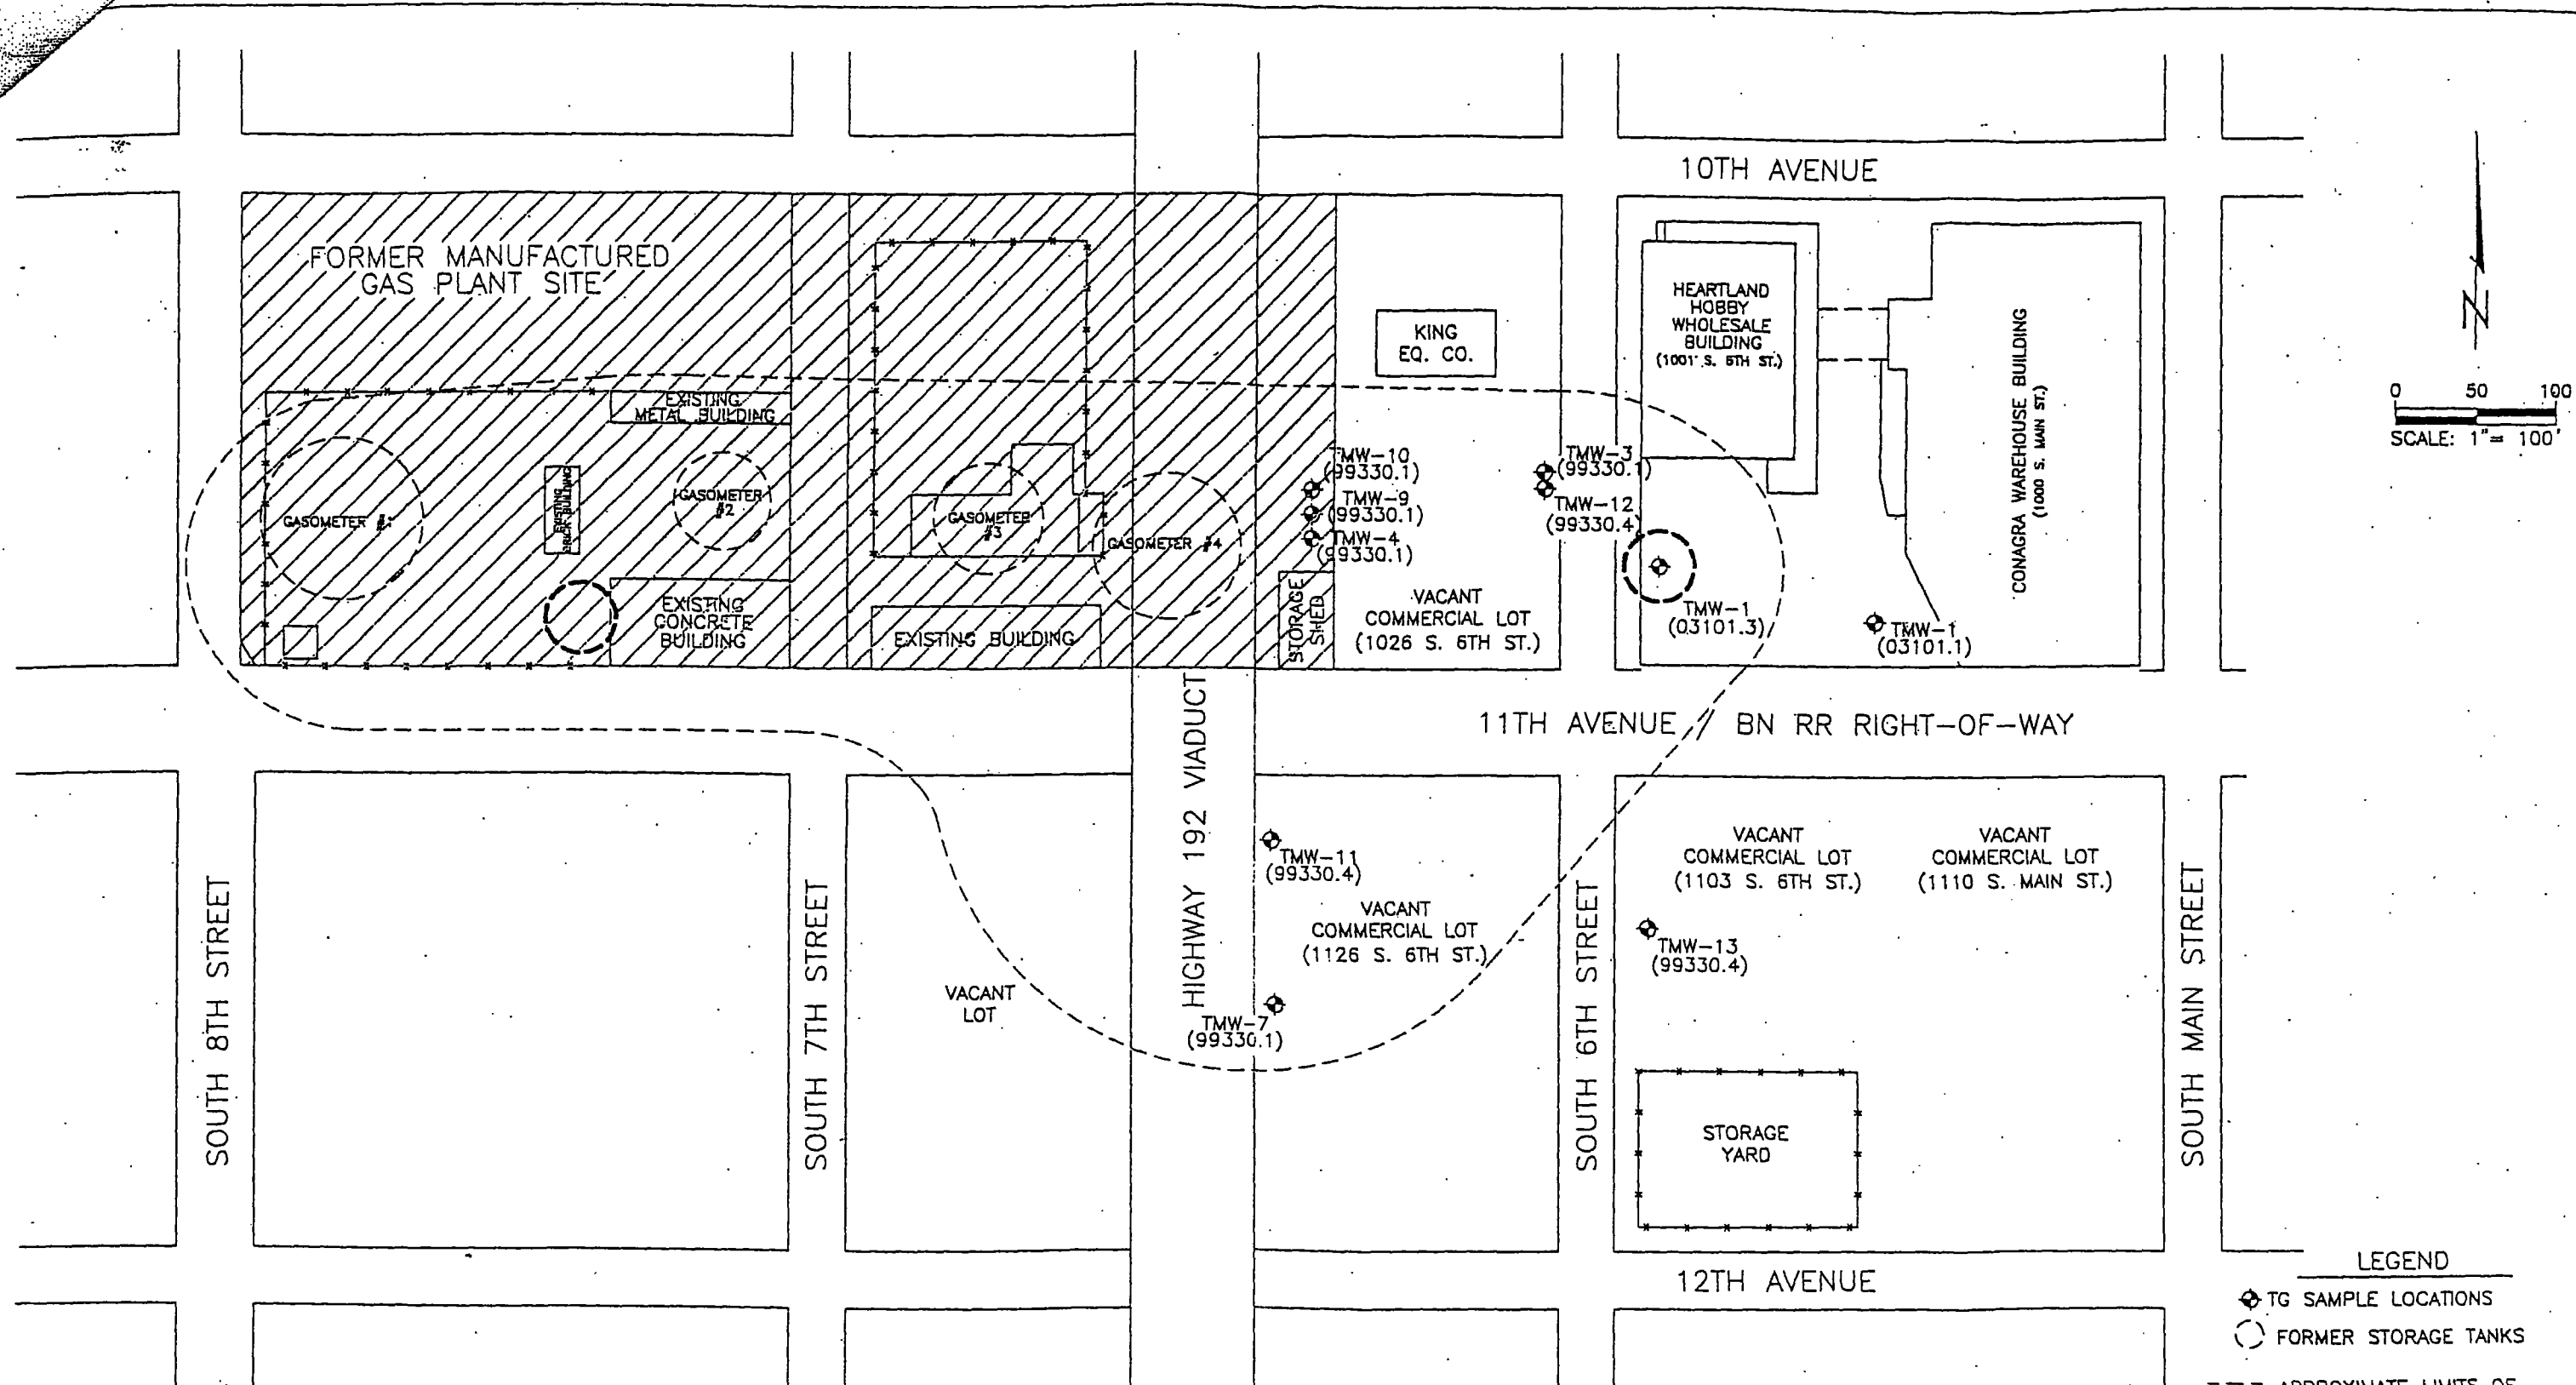 10TH AVENUE
FORMER MANUFACTURED
GAS PLANT SITE
KING
EQ. CO.
HEARTLAND
HOBBY
WHOLESALE
BUILDING
(1001 S. 6TH ST.)
CONAGRA WAREHOUSE BUILDING
(1000 S. MAIN ST.)
N
0 50 100
SCALE: 1"= 100'
EXISTING
METAL BUILDING
EXISTING
BRICK BUILDING
GASOMETER #1
GASOMETER
#2
GASOMETER
#3
GASOMETER #4
TMW-10
(99330.1)
TMW-9
(99330.1)
TMW-4
(99330.1)
TMW-3
(99330.1)
TMW-12
(99330.4)
EXISTING
CONCRETE
BUILDING
EXISTING BUILDING
STORAGE
SHED
VACANT
COMMERCIAL LOT
(1026 S. 6TH ST.)
TMW-1
(03101.3)
TMW-1
(03101.1)
11TH AVENUE / BN RR RIGHT-OF-WAY
HIGHWAY 192 VIADUCT
TMW-11
(99330.4)
VACANT
COMMERCIAL LOT
(1126 S. 6TH ST.)
VACANT
COMMERCIAL LOT
(1103 S. 6TH ST.)
VACANT
COMMERCIAL LOT
(1110 S. MAIN ST.)
TMW-13
(99330.4)
TMW-7
(99330.1)
VACANT
LOT
SOUTH 8TH STREET
SOUTH 7TH STREET
SOUTH 6TH STREET
SOUTH MAIN STREET
STORAGE
YARD
12TH AVENUE
LEGEND
TG SAMPLE LOCATIONS
FORMER STORAGE TANKS
APPROXIMATE LIMITS OF